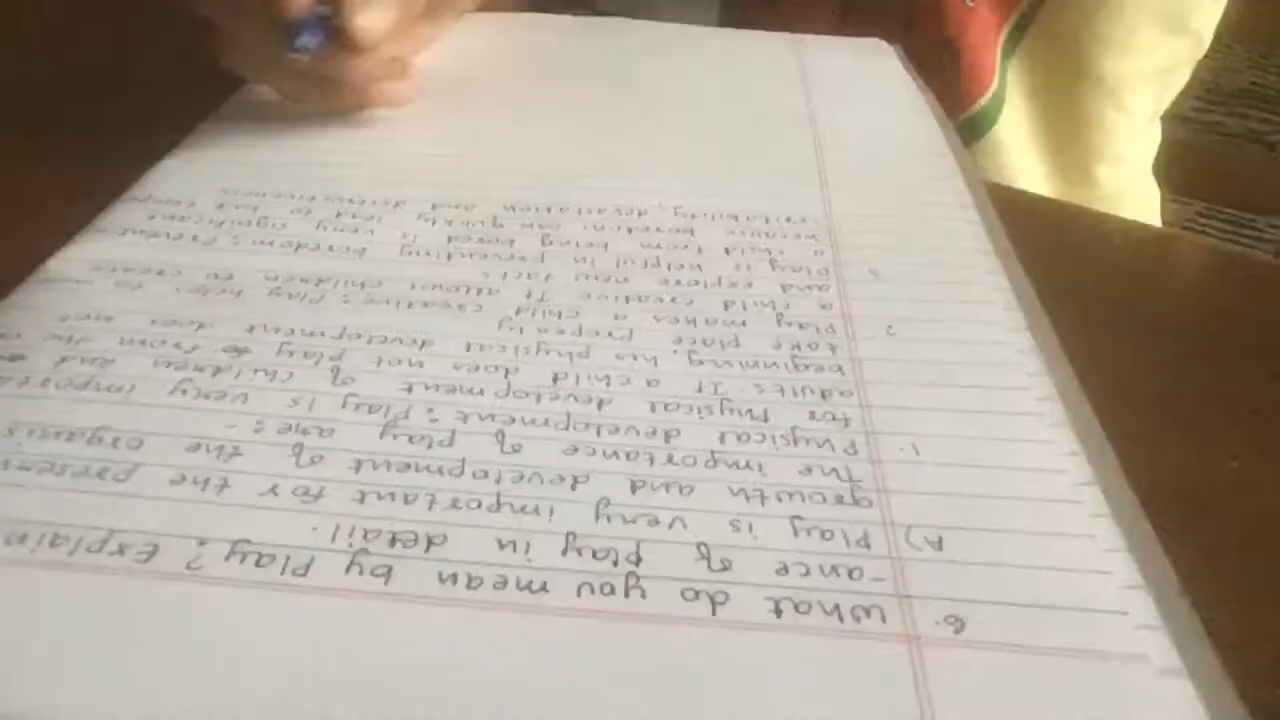 6. What do you mean by Play? Explain
-ance of play in detail.
A) Play is very important for the present
growth and development of the organis
The importance of play are:-
1. Physical development: Play is very importa
for Physical development of children and
adults. If a child does not play from the
beginning, his physical development does not
take place properly
2. Play makes a child creative: Play help to
a child creative It allows children to create
and explore new facts
3 Play is helpful in preventing boredom: Prevent
a child from being bored is very significant
because boredom can quickly lead to bad
irritability, devastation and destructiveness